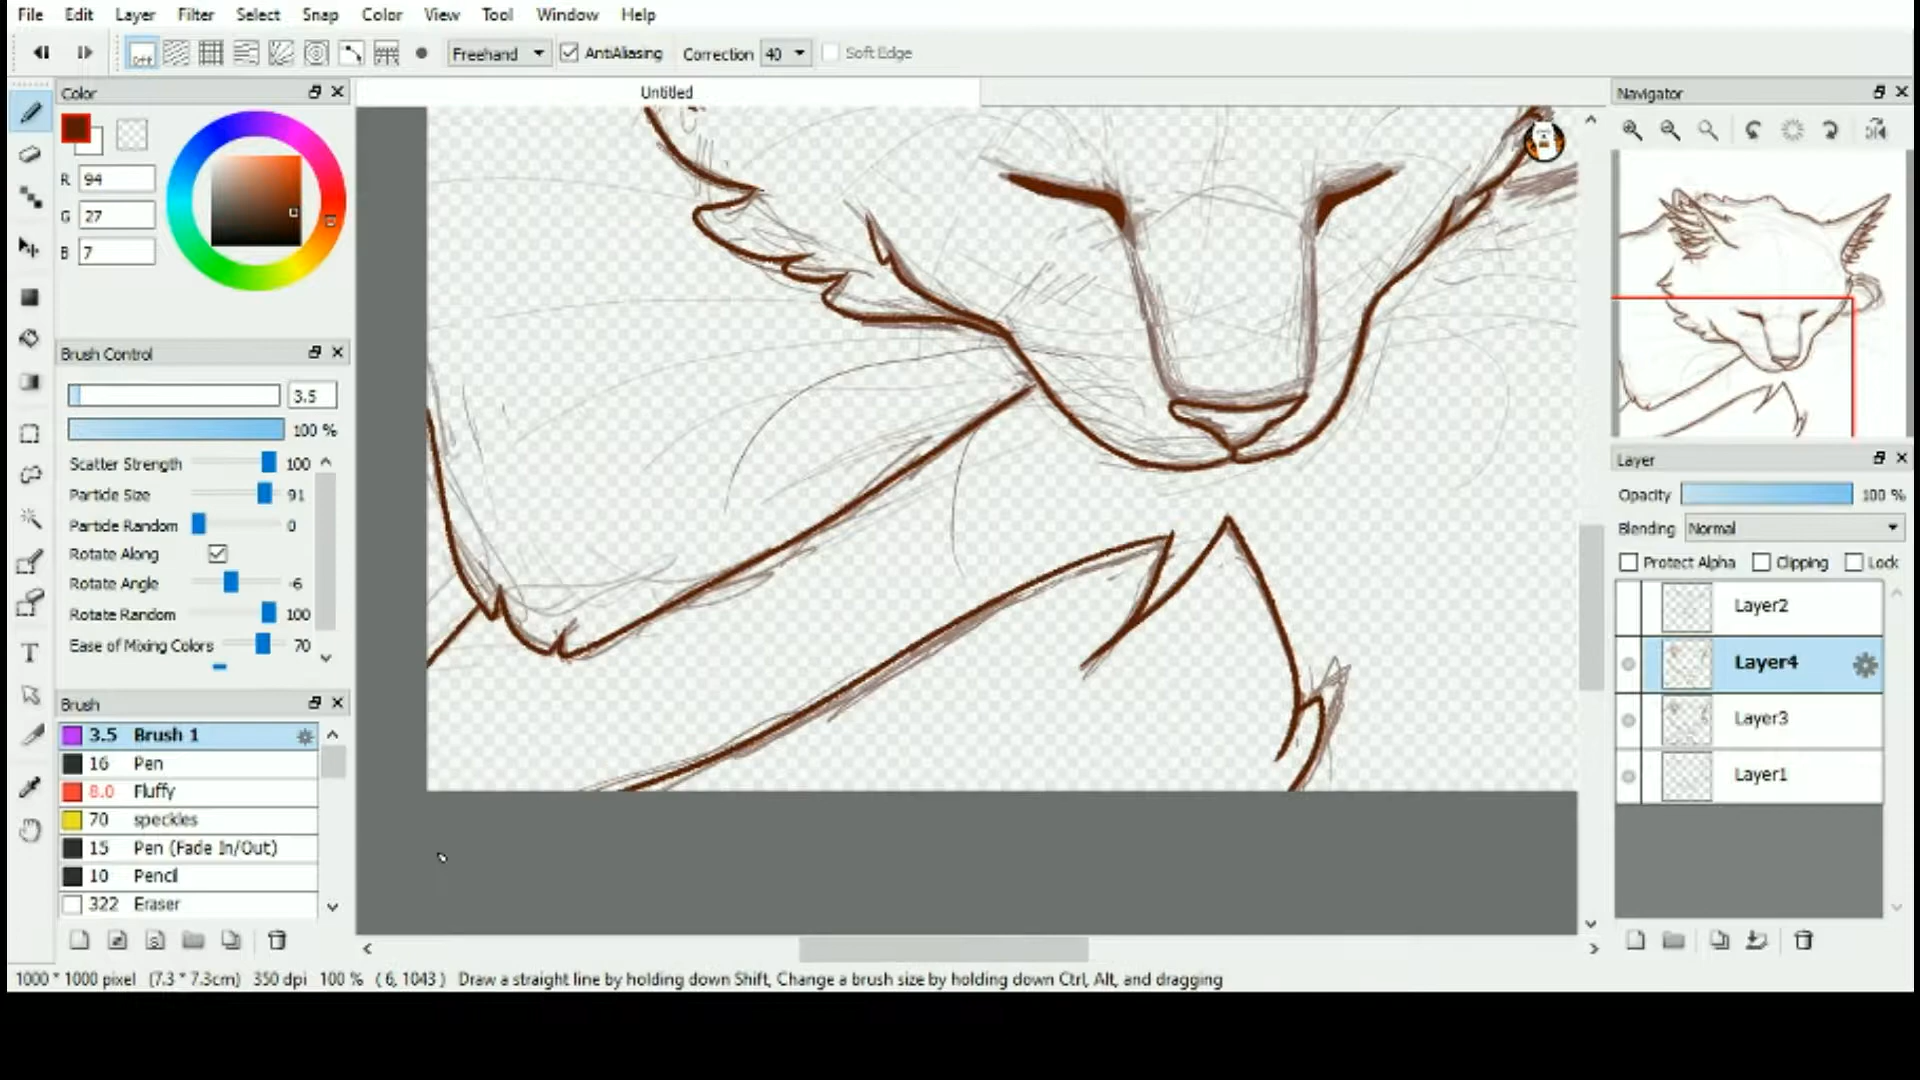 File Edit Layer Filter Select Snap Color View Tool Window Help
off Freehand AntiAliasing Correction 40 Soft Edge
Color
Untitled
Navigator
R 94
G 27
B 7
Brush Control
3.5
100 %
Scatter Strength 100
Particle Size 91
Particle Random 0
Rotate Along
Rotate Angle -6
Rotate Random 100
Ease of Mixing Colors 70
Brush
3.5 Brush 1
16 Pen
8.0 Fluffy
70 speckles
15 Pen (Fade In/Out)
10 Pencil
322 Eraser
Layer
Opacity 100 %
Blending Normal
Protect Alpha Clipping Lock
Layer2
Layer4
Layer3
Layer1
1000 * 1000 pixel (7.3 * 7.3cm) 350 dpi 100 % ( 6, 1043 ) Draw a straight line by holding down Shift, Change a brush size by holding down Ctrl, Alt, and dragging